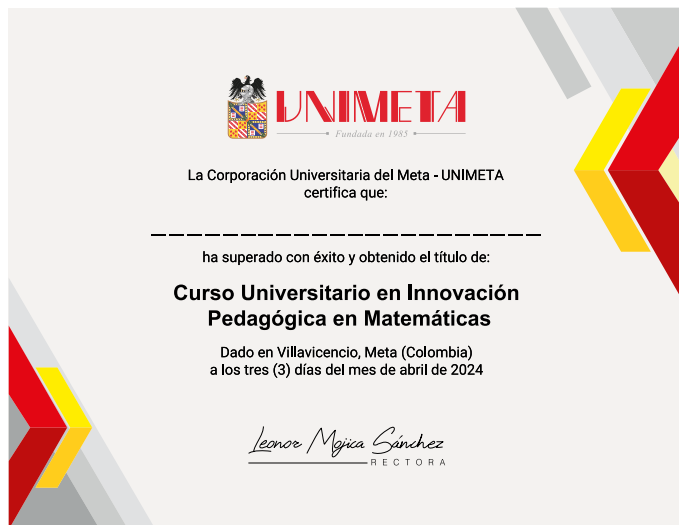 UNIMETA
Fundada en 1985
La Corporación Universitaria del Meta - UNIMETA
certifica que:
ha superado con éxito y obtenido el título de:
Curso Universitario en Innovación
Pedagógica en Matemáticas
Dado en Villavicencio, Meta (Colombia)
a los tres (3) días del mes de abril de 2024
Leonor Mojica Sánchez
RECTORA